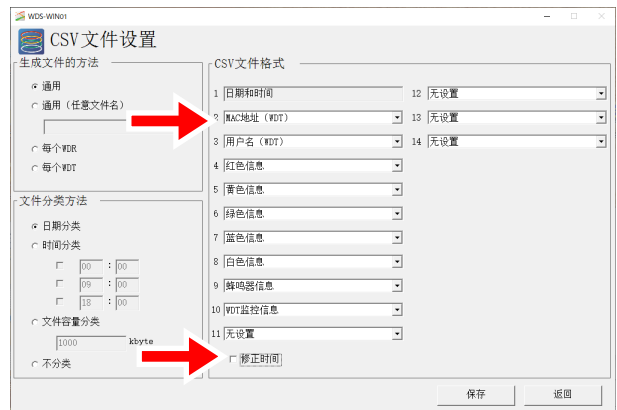 WDS-WIN01
CSV文件设置
生成文件的方法
通用
通用（任意文件名）
每个WDR
每个WDT
文件分类方法
日期分类
时间分类
00 : 00
09 : 00
18 : 00
文件容量分类
1000 kbyte
不分类
CSV文件格式
1 日期和时间
2 MAC地址（WDT）
3 用户名（WDT）
4 红色信息
5 黄色信息
6 绿色信息
7 蓝色信息
8 白色信息
9 蜂鸣器信息
10 WDT监控信息
11 无设置
修正时间
12 无设置
13 无设置
14 无设置
保存 返回